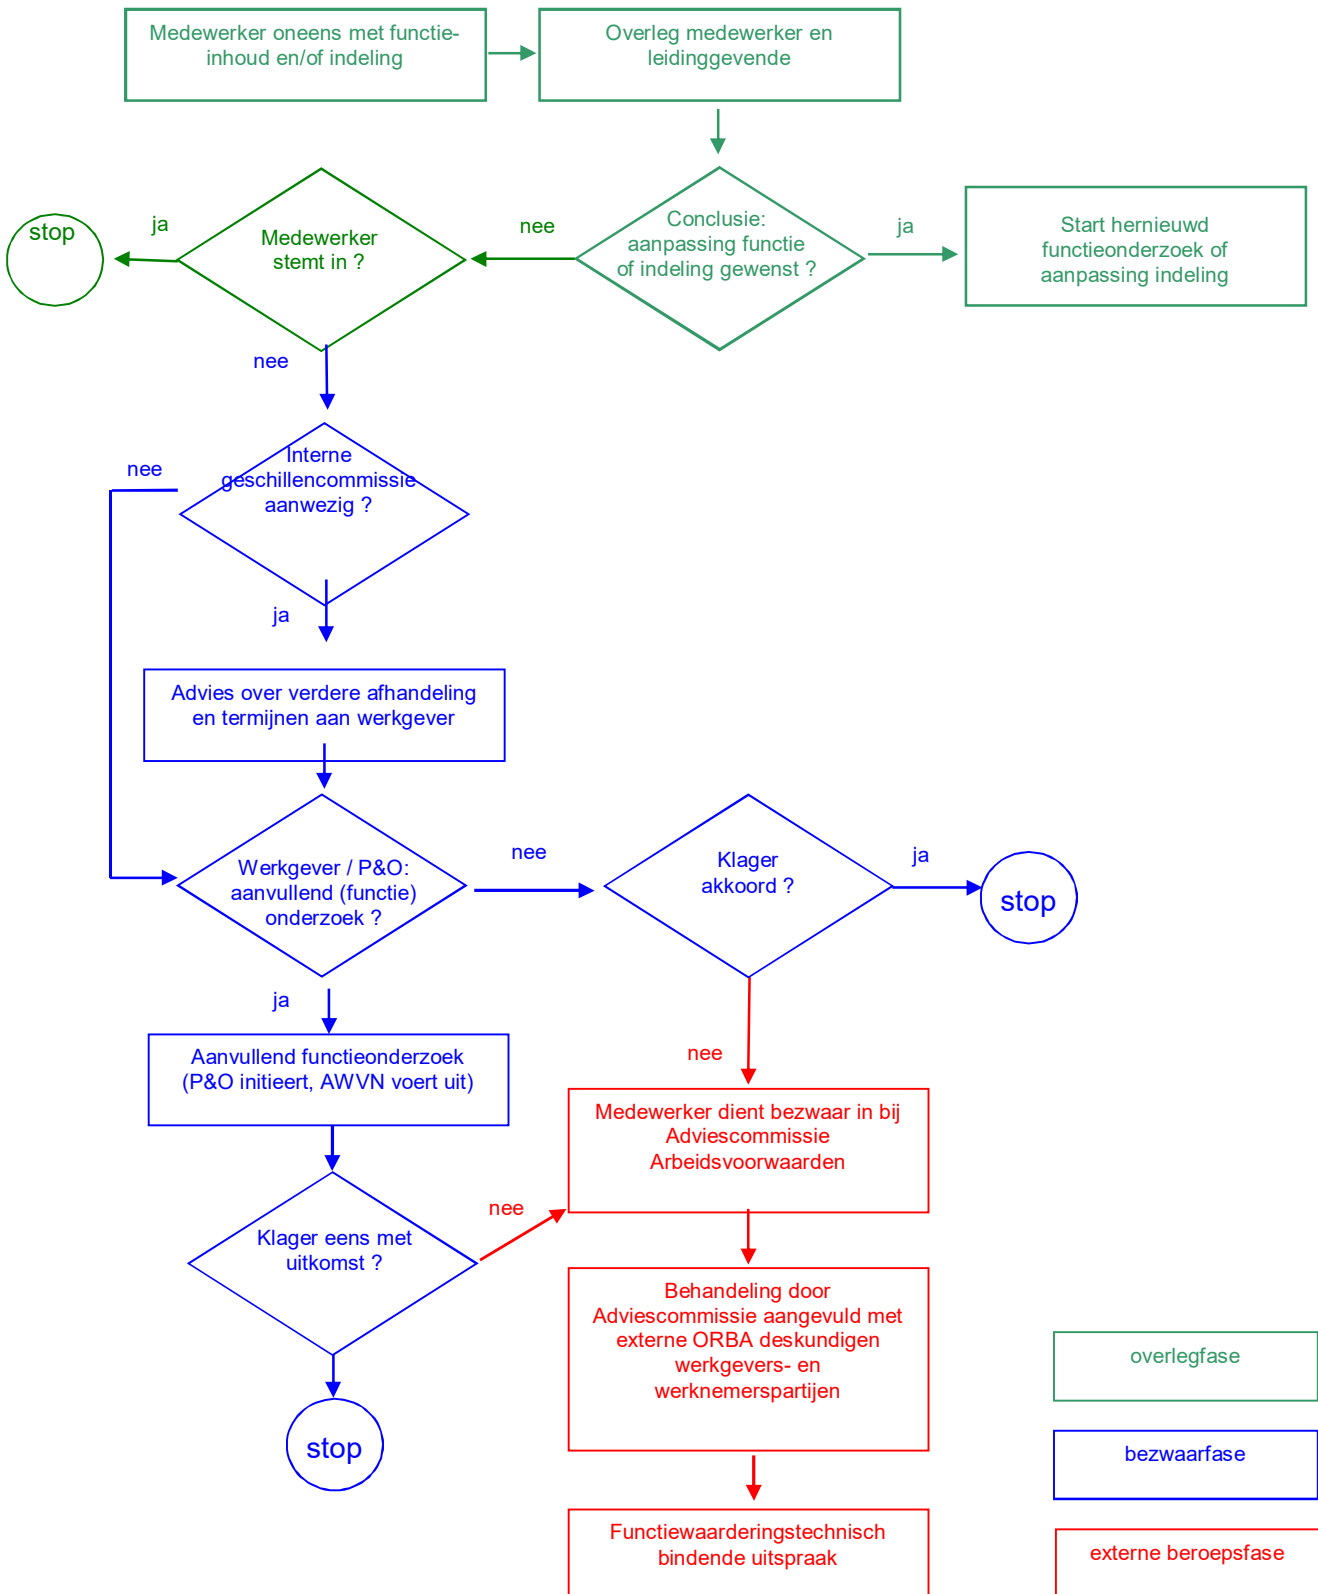 Medewerker oneens met functie-
inhoud en/of indeling
Overleg medewerker en
leidinggevende
Conclusie:
aanpassing functie
of indeling gewenst ?
ja
Start hernieuwd
functieonderzoek of
aanpassing indeling
nee
Medewerker
stemt in ?
ja
stop
nee
Interne
geschillencommissie
aanwezig ?
nee
ja
Advies over verdere afhandeling
en termijnen aan werkgever
Werkgever / P&O:
aanvullend (functie)
onderzoek ?
nee
Klager
akkoord ?
ja
stop
ja
nee
Aanvullend functieonderzoek
(P&O initieert, AWVN voert uit)
Medewerker dient bezwaar in bij
Adviescommissie
Arbeidsvoorwaarden
Klager eens met
uitkomst ?
nee
stop
Behandeling door
Adviescommissie aangevuld met
externe ORBA deskundigen
werkgevers- en
werknemerspartijen
Functiewaarderingstechnisch
bindende uitspraak
overlegfase
bezwaarfase
externe beroepsfase